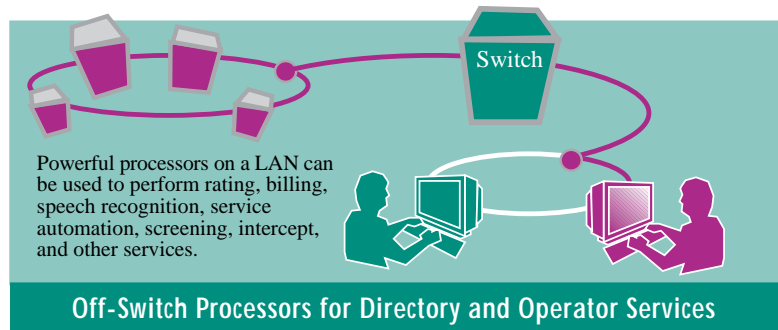 Switch
Powerful processors on a LAN can
be used to perform rating, billing,
speech recognition, service
automation, screening, intercept,
and other services.
Off-Switch Processors for Directory and Operator Services